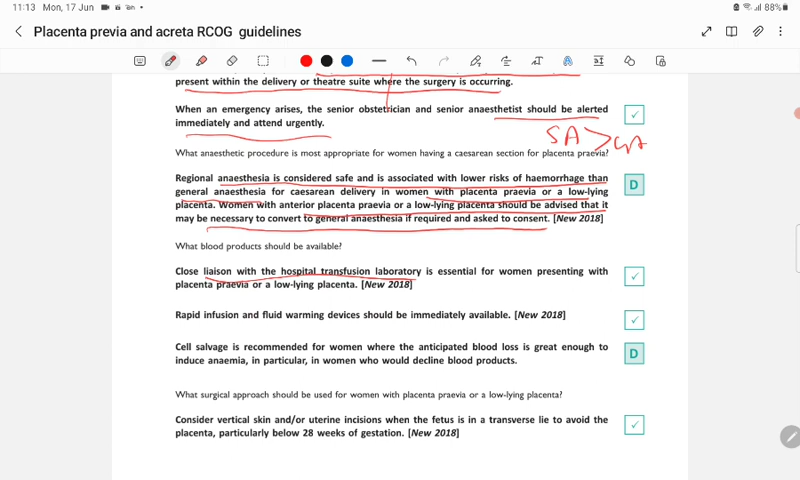 11:13 Mon, 17 Jun 88%
Placenta previa and acreta RCOG guidelines
present within the delivery or theatre suite where the surgery is occurring.
When an emergency arises, the senior obstetrician and senior anaesthetist should be alerted
immediately and attend urgently.
SA > GA
What anaesthetic procedure is most appropriate for women having a caesarean section for placenta praevia?
Regional anaesthesia is considered safe and is associated with lower risks of haemorrhage than
D
general anaesthesia for caesarean delivery in women with placenta praevia or a low-lying
placenta. Women with anterior placenta praevia or a low-lying placenta should be advised that it
may be necessary to convert to general anaesthesia if required and asked to consent. [New 2018]
What blood products should be available?
Close liaison with the hospital transfusion laboratory is essential for women presenting with
placenta praevia or a low-lying placenta. [New 2018]
Rapid infusion and fluid warming devices should be immediately available. [New 2018]
Cell salvage is recommended for women where the anticipated blood loss is great enough to
D
induce anaemia, in particular, in women who would decline blood products.
What surgical approach should be used for women with placenta praevia or a low-lying placenta?
Consider vertical skin and/or uterine incisions when the fetus is in a transverse lie to avoid the
placenta, particularly below 28 weeks of gestation. [New 2018]